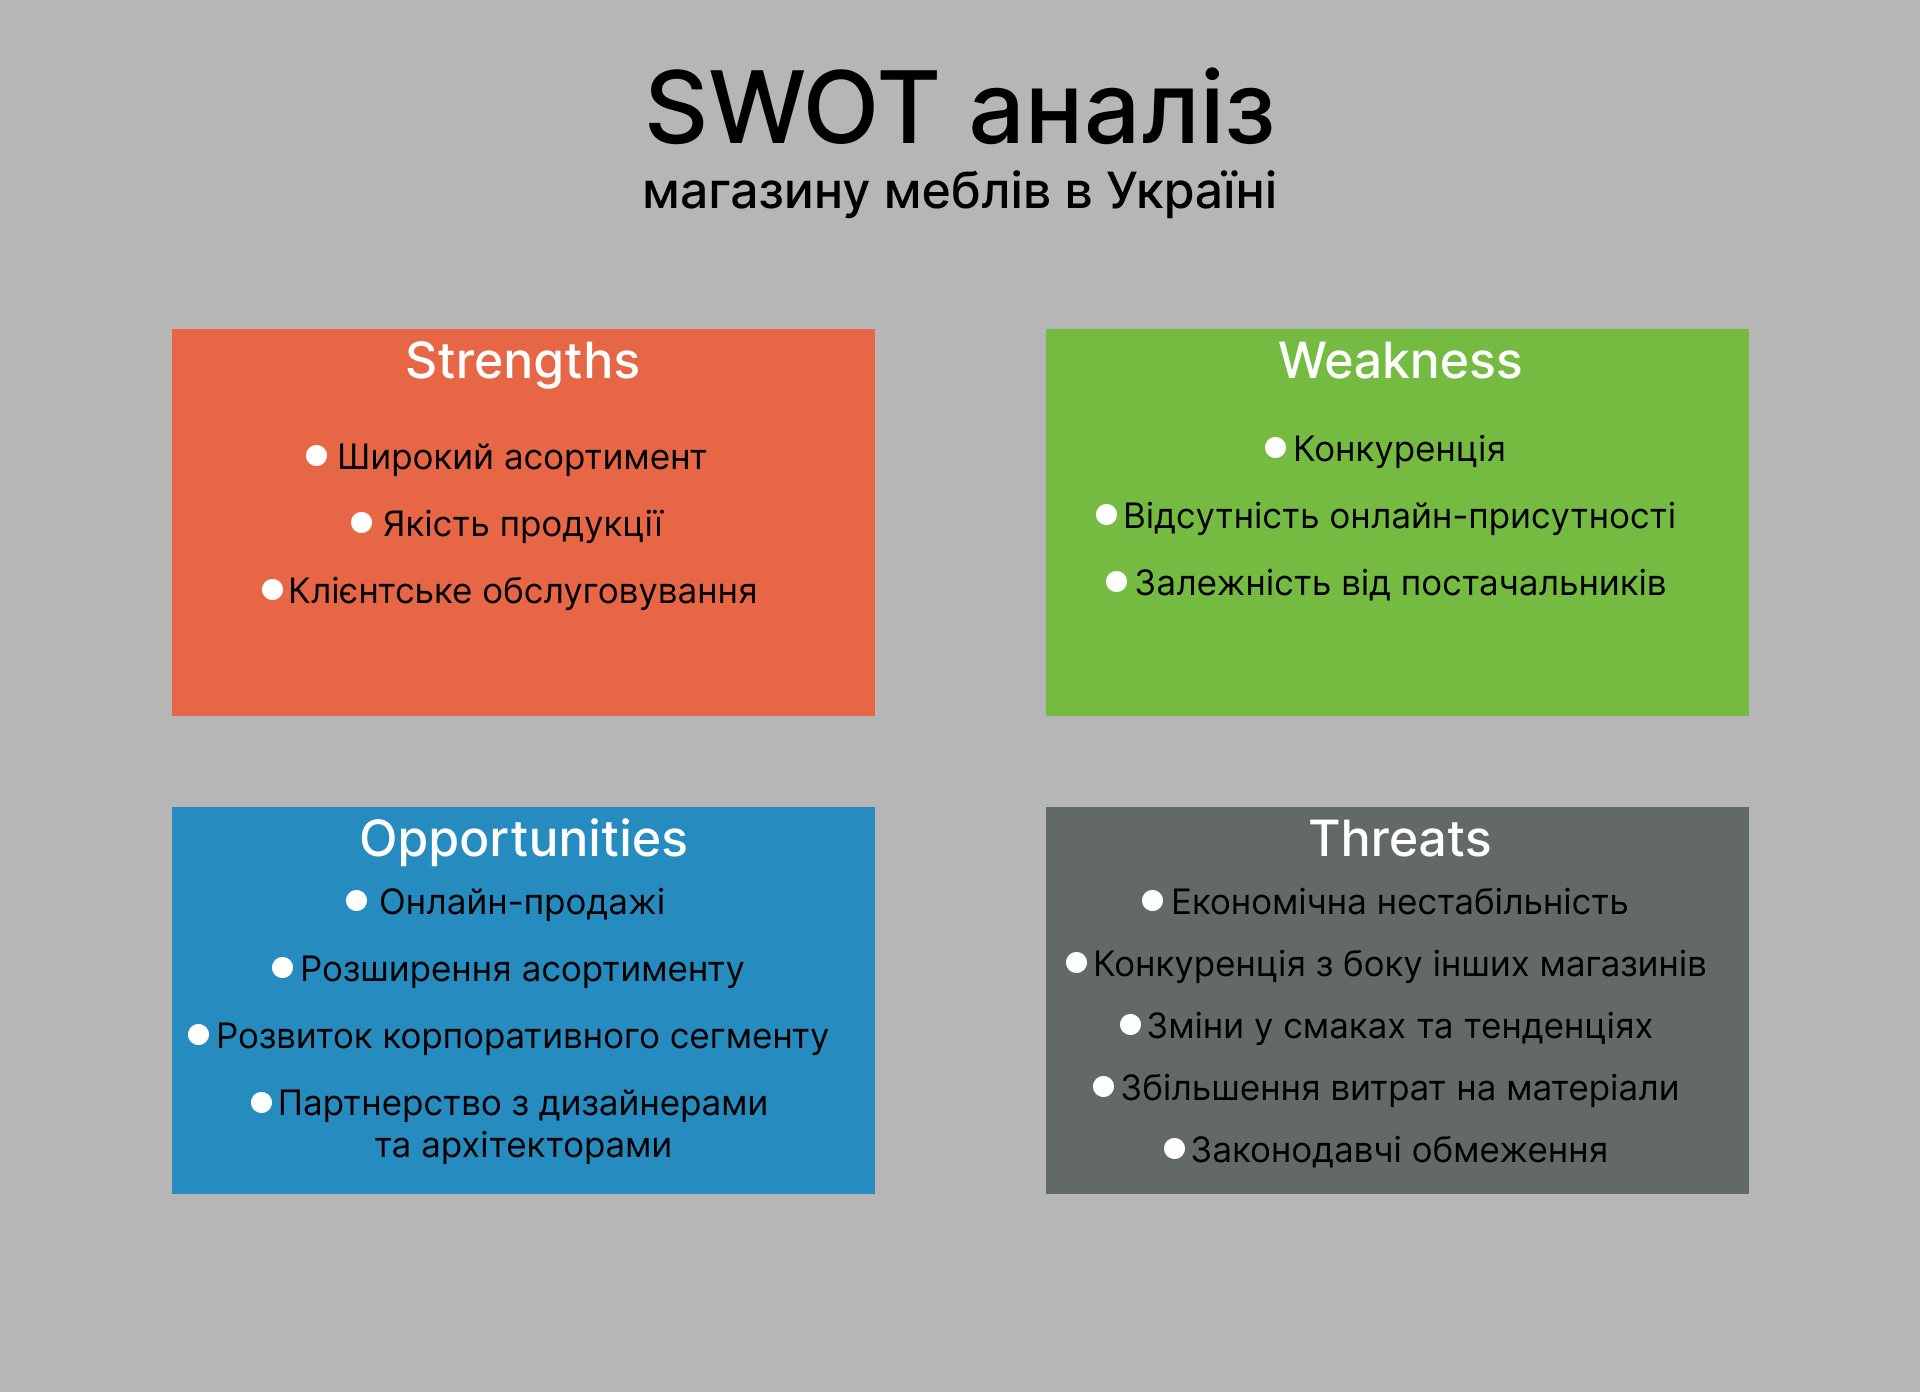 SWOT аналіз
магазину меблів в Україні
Strengths
Широкий асортимент
Якість продукції
Клієнтське обслуговування
Weakness
Конкуренція
Відсутність онлайн-присутності
Залежність від постачальників
Opportunities
Онлайн-продажі
Розширення асортименту
Розвиток корпоративного сегменту
Партнерство з дизайнерами
та архітекторами
Threats
Економічна нестабільність
Конкуренція з боку інших магазинів
Зміни у смаках та тенденціях
Збільшення витрат на матеріали
Законодавчі обмеження